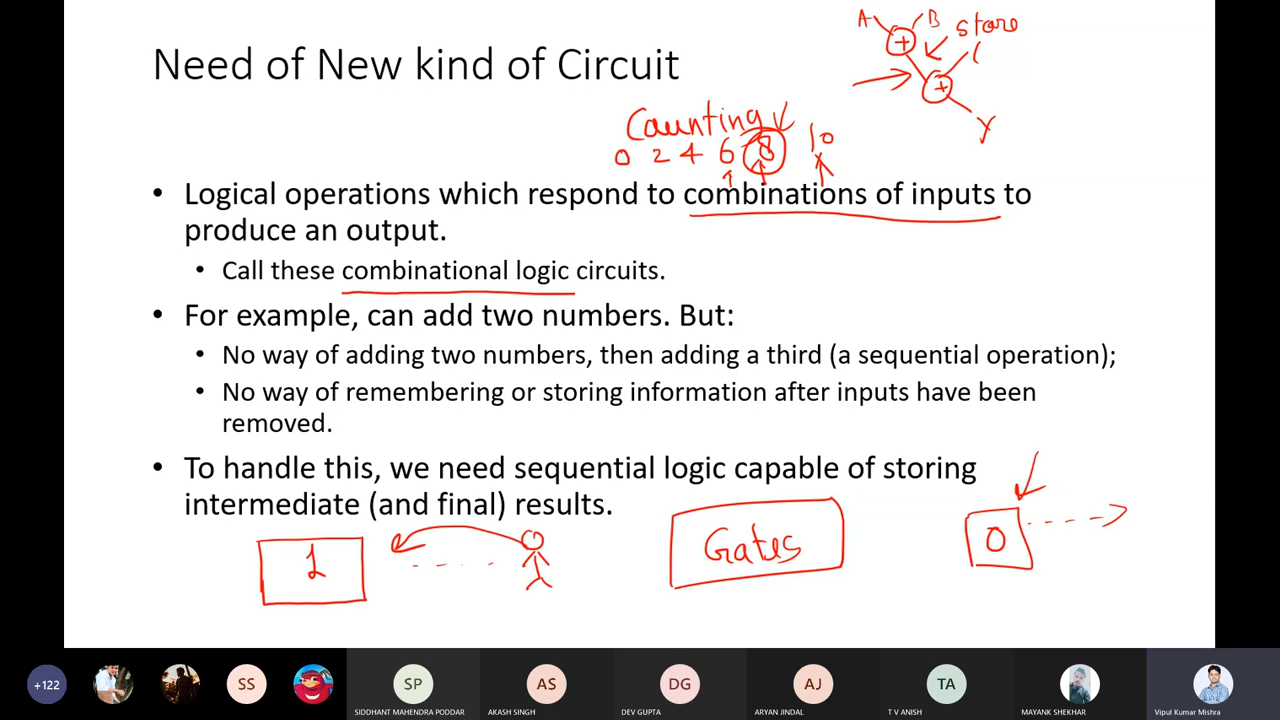 A B store
Need of New kind of Circuit
+
+
Y
Counting
0 2 4 6 8 10
• Logical operations which respond to combinations of inputs to
produce an output.
• Call these combinational logic circuits.
• For example, can add two numbers. But:
• No way of adding two numbers, then adding a third (a sequential operation);
• No way of remembering or storing information after inputs have been
removed.
• To handle this, we need sequential logic capable of storing
intermediate (and final) results.
1
Gates
0
+122
SS
SP
AS
DG
AJ
TA
SIDDHANT MAHENDRA PODDAR
AKASH SINGH
DEV GUPTA
ARYAN JINDAL
T V ANISH
MAYANK SHEKHAR
Vipul Kumar Mishra